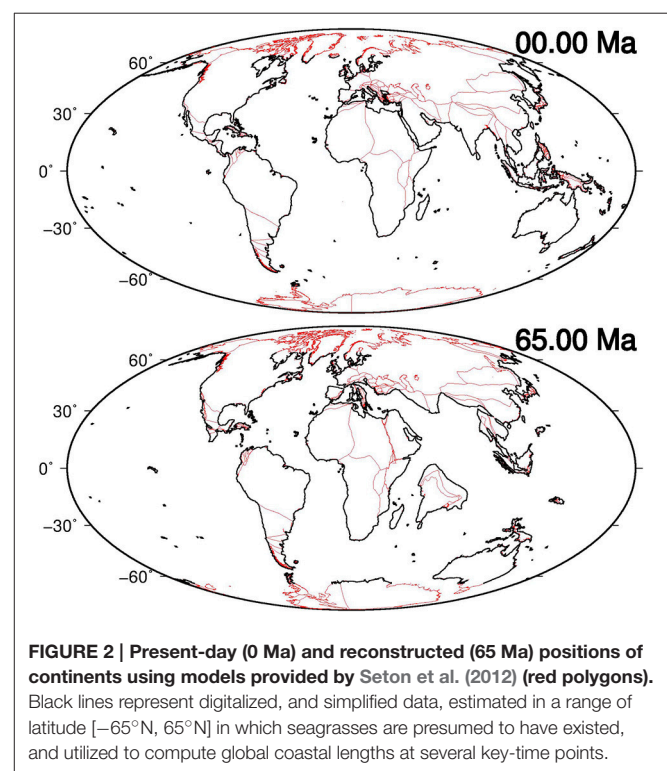 00.00 Ma
60°
30°
0°
−30°
−60°
65.00 Ma
60°
30°
0°
−30°
−60°
FIGURE 2 | Present-day (0 Ma) and reconstructed (65 Ma) positions of
continents using models provided by Seton et al. (2012) (red polygons).
Black lines represent digitalized, and simplified data, estimated in a range of
latitude [−65°N, 65°N] in which seagrasses are presumed to have existed,
and utilized to compute global coastal lengths at several key-time points.